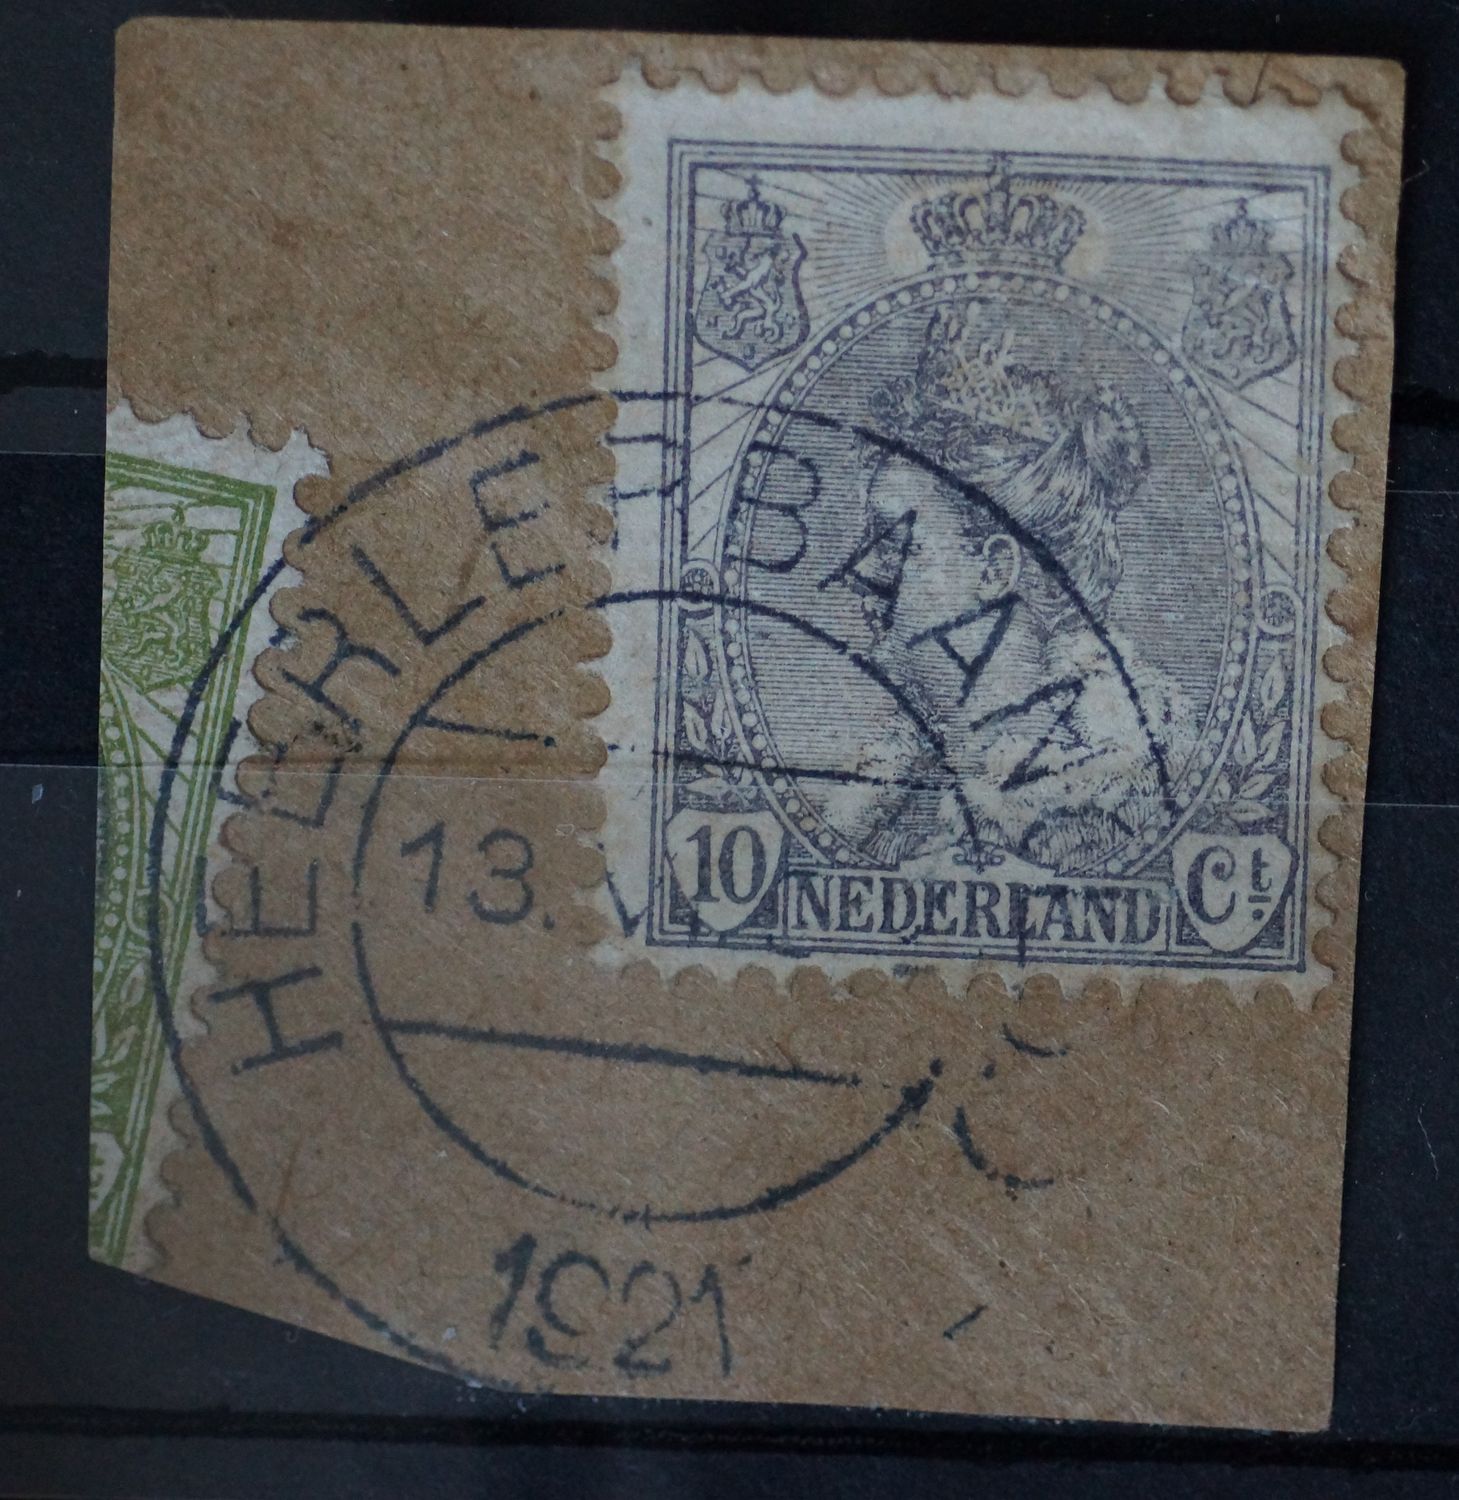 HEERLERBAAN
13.
1921
10 NEDERLAND Ct.